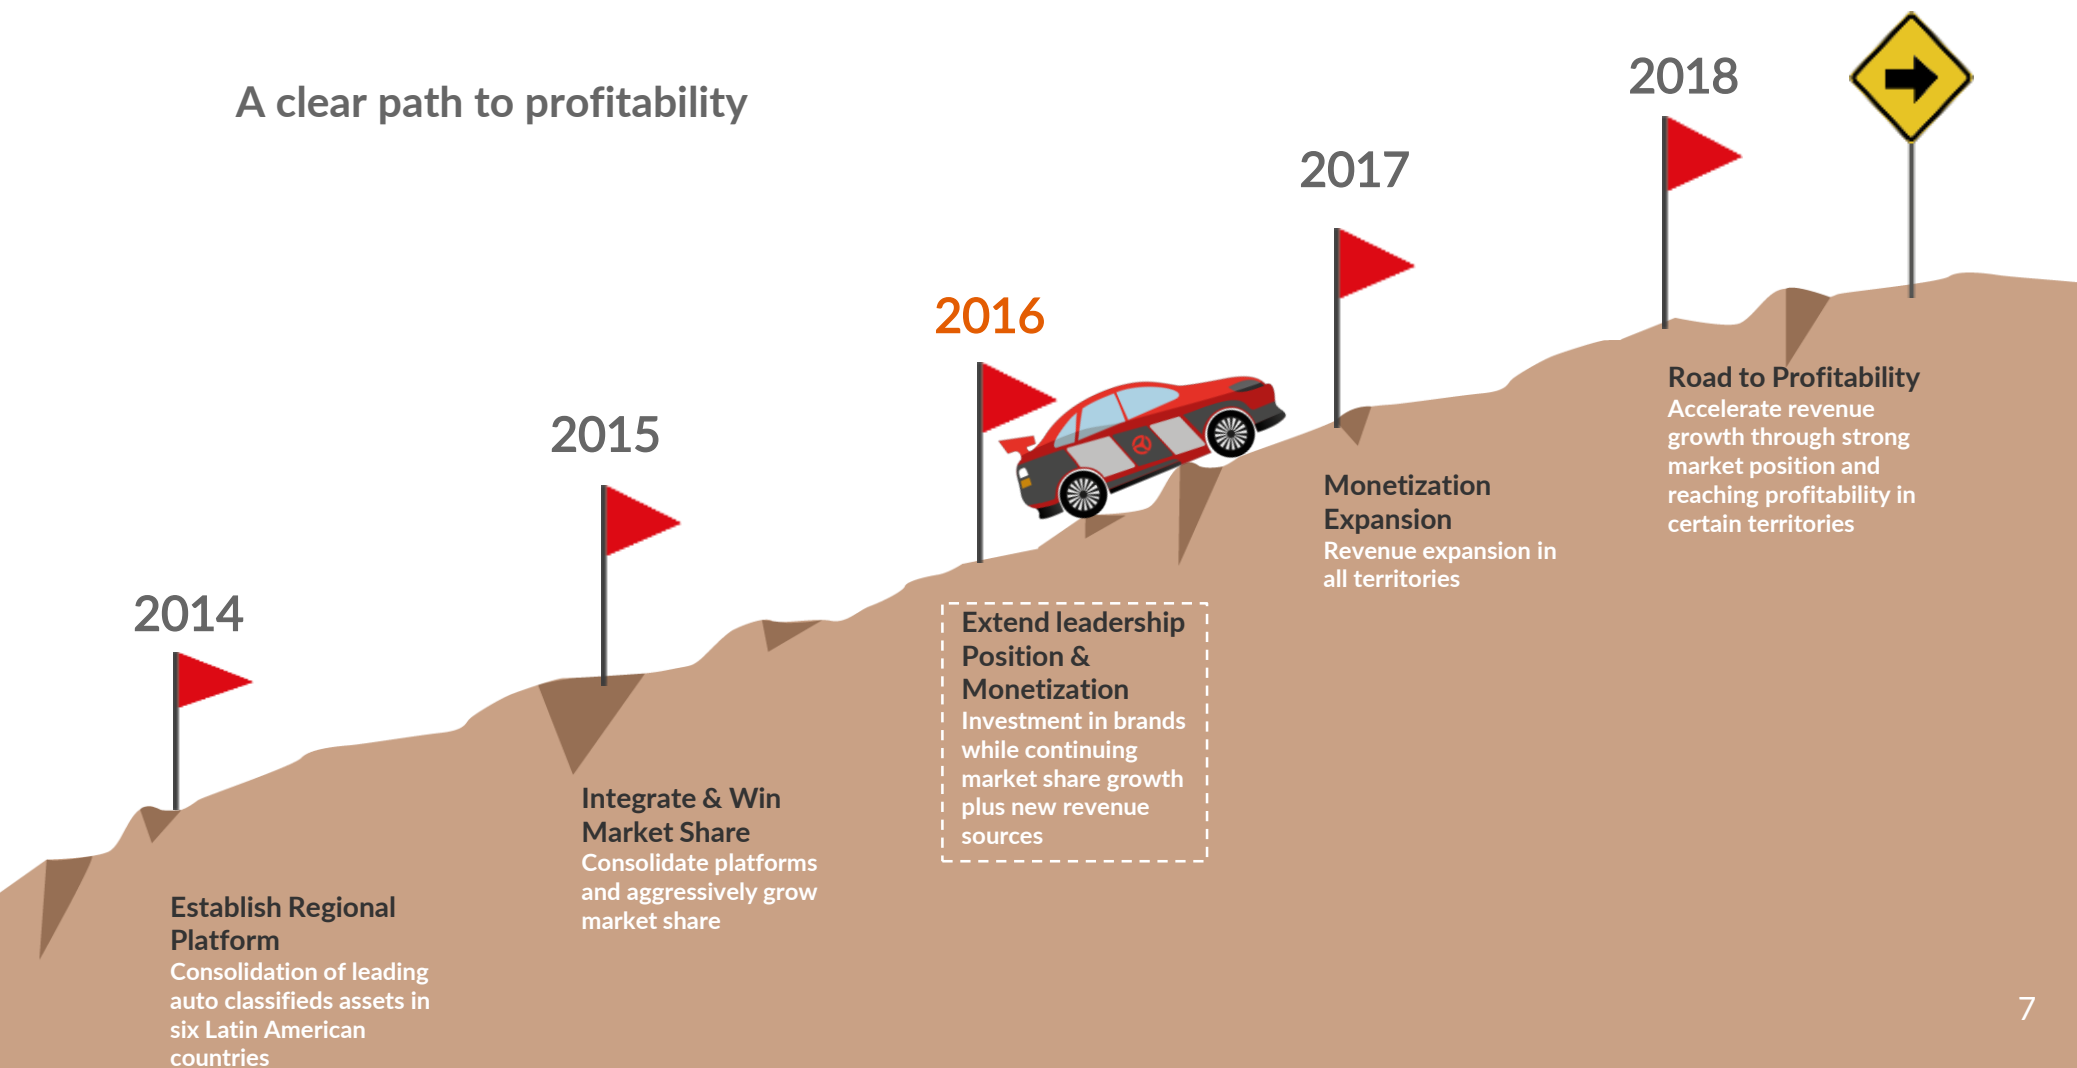 A clear path to profitability
2014
Establish Regional
Platform
Consolidation of leading
auto classifieds assets in
six Latin American
countries
2015
Integrate & Win
Market Share
Consolidate platforms
and aggressively grow
market share
2016
Extend leadership
Position &
Monetization
Investment in brands
while continuing
market share growth
plus new revenue
sources
2017
Monetization
Expansion
Revenue expansion in
all territories
2018
Road to Profitability
Accelerate revenue
growth through strong
market position and
reaching profitability in
certain territories
7